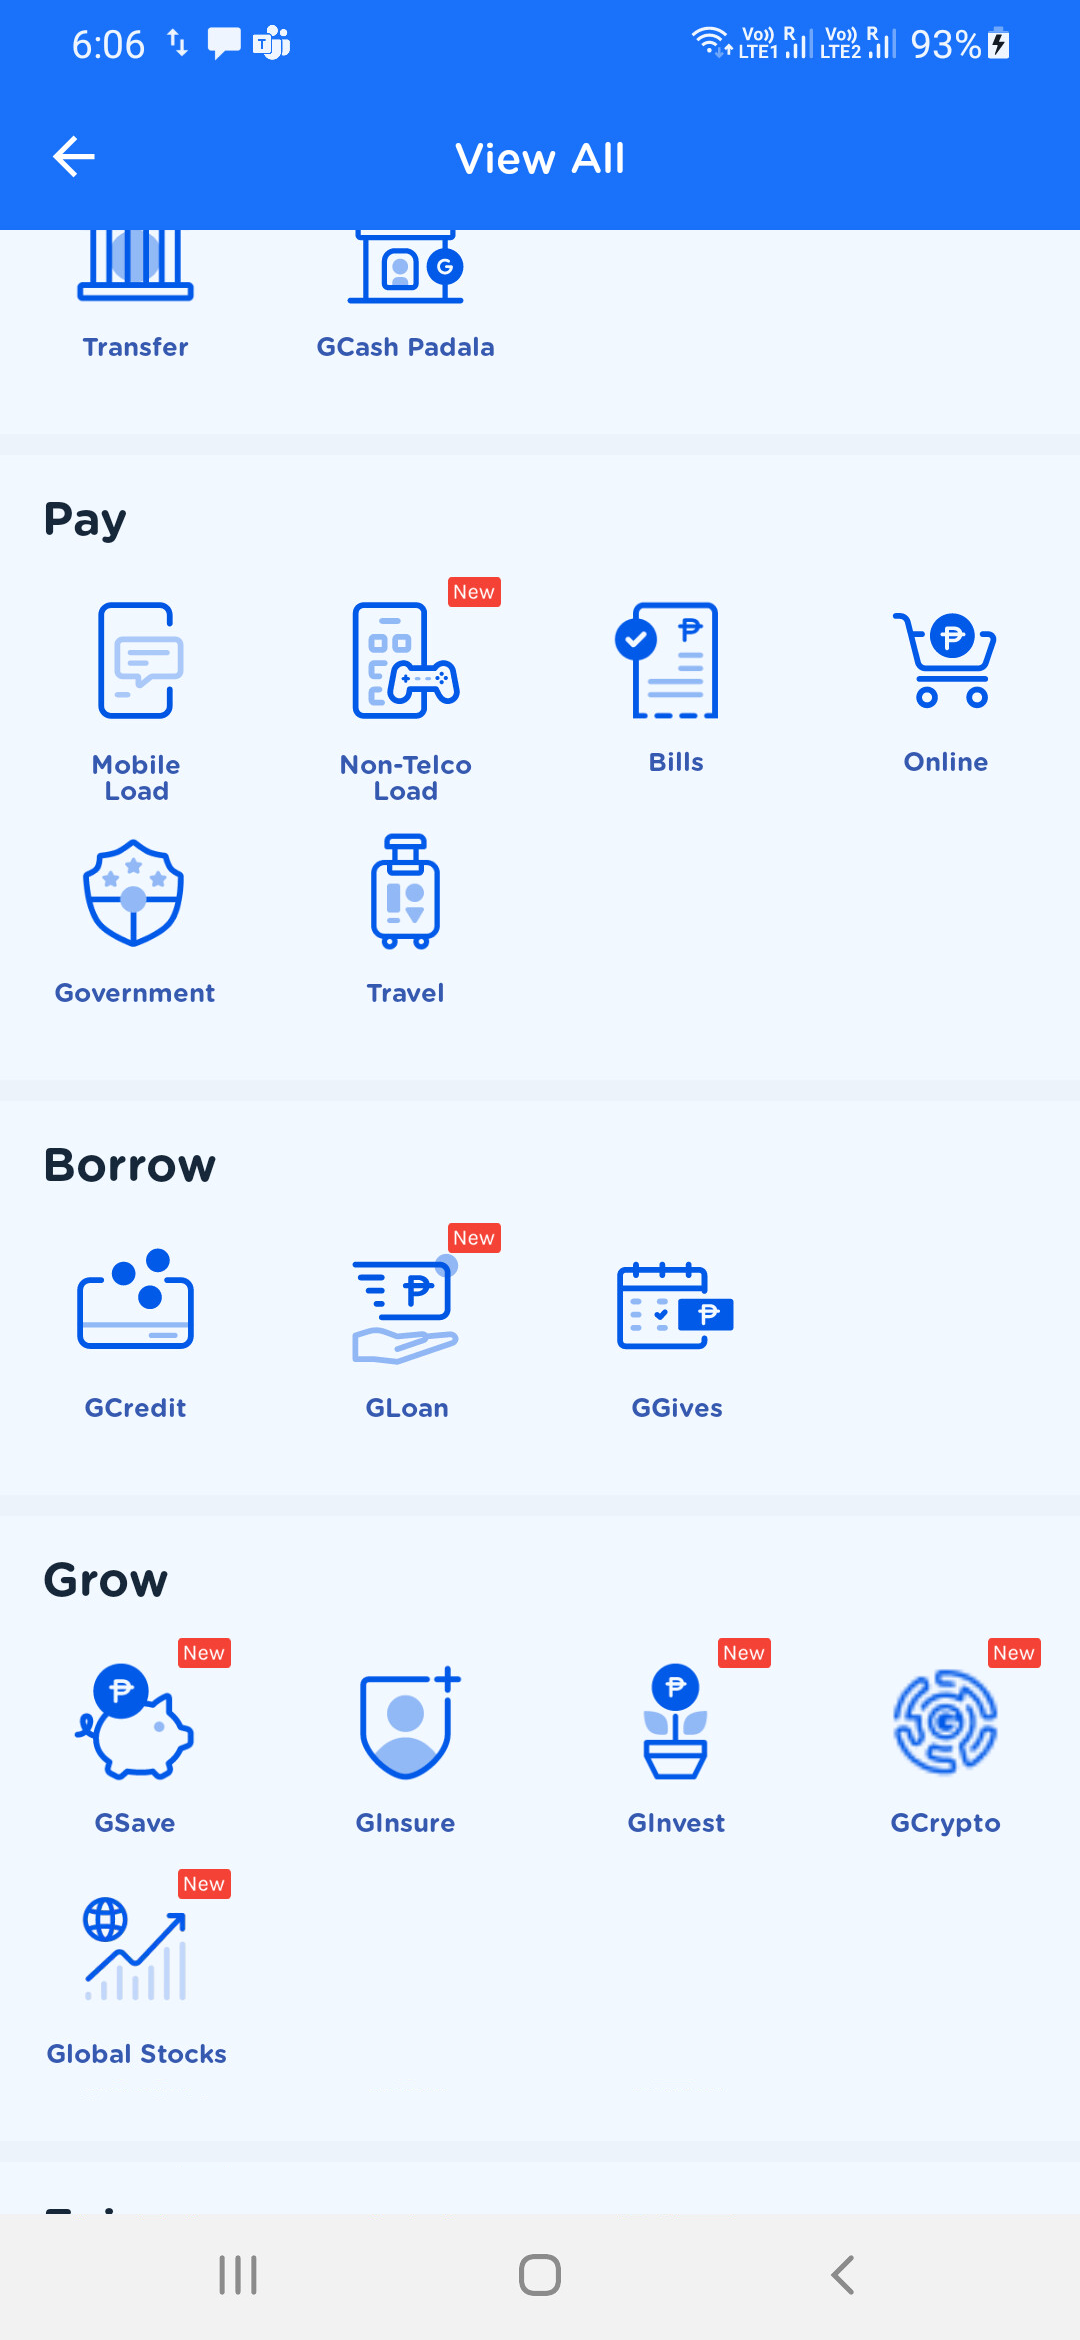 6:06
Vo)) R LTE1 Vo)) R LTE2 93%
View All
Transfer
GCash Padala
Pay
New
Mobile
Load
Non-Telco
Load
Bills
Online
Government
Travel
Borrow
New
GCredit
GLoan
GGives
Grow
New
New
New
GSave
GInsure
GInvest
GCrypto
New
Global Stocks